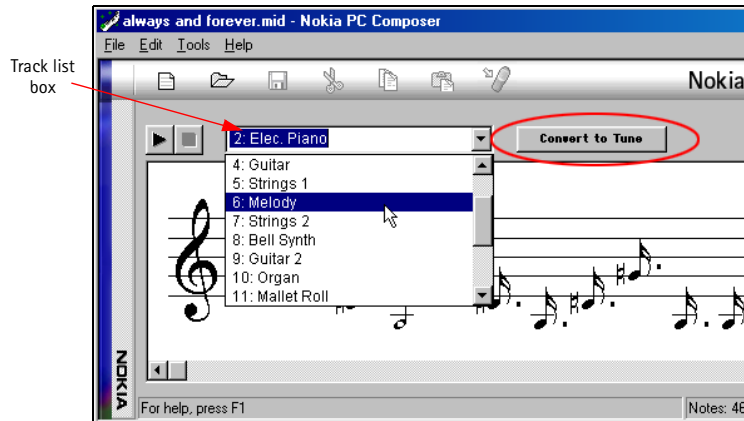 always and forever.mid - Nokia PC Composer
File Edit Tools Help
Track list
box
Nokia
2: Elec. Piano
Convert to Tune
4: Guitar
5: Strings 1
6: Melody
7: Strings 2
8: Bell Synth
9: Guitar 2
10: Organ
11: Mallet Roll
NOKIA
For help, press F1
Notes: 46